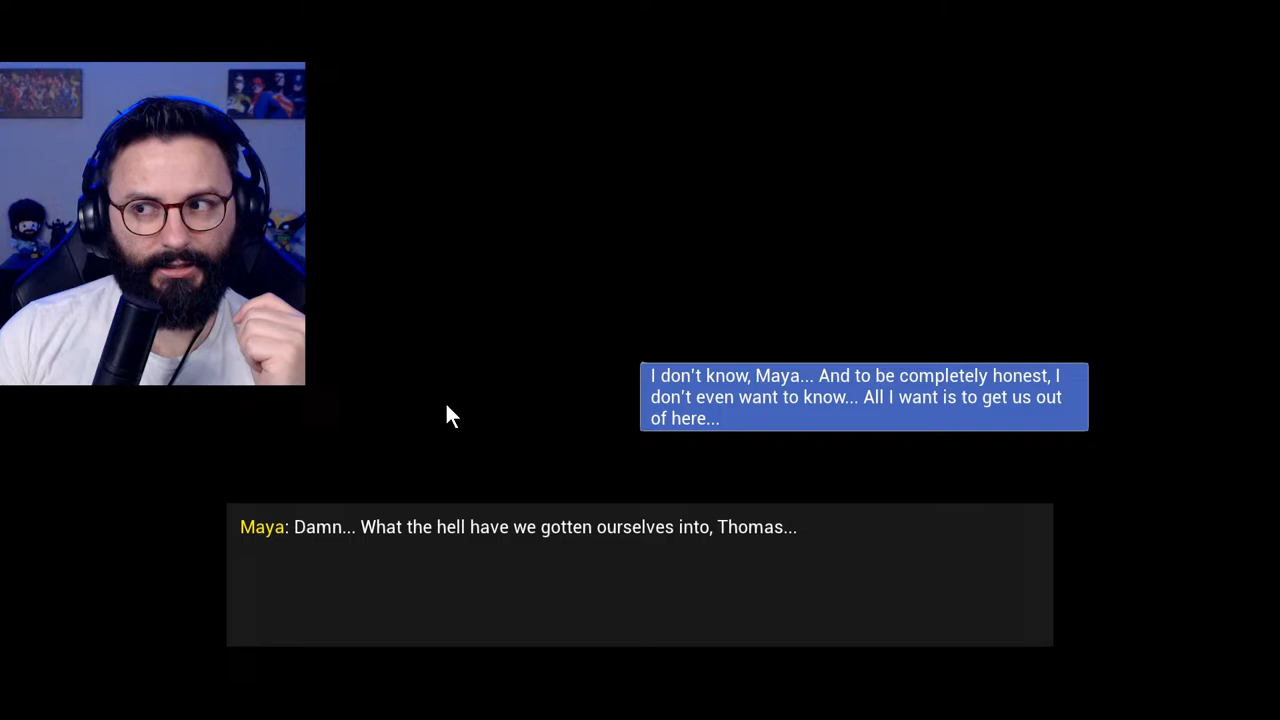 I don't know, Maya... And to be completely honest, I
don't even want to know... All I want is to get us out
of here...
Maya: Damn... What the hell have we gotten ourselves into, Thomas...